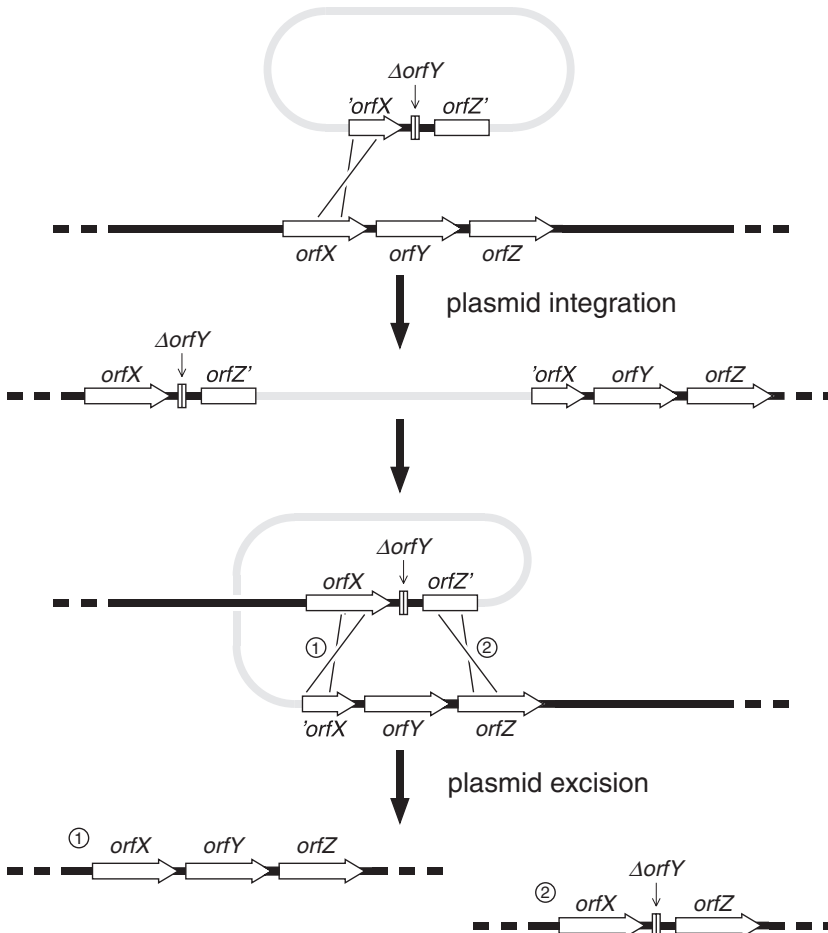 ΔorfY
'orfX orfZ'
orfX orfY orfZ
plasmid integration
ΔorfY
orfX orfZ' 'orfX orfY orfZ
ΔorfY
orfX orfZ'
① ②
'orfX orfY orfZ
plasmid excision
① orfX orfY orfZ
ΔorfY
② orfX orfZ